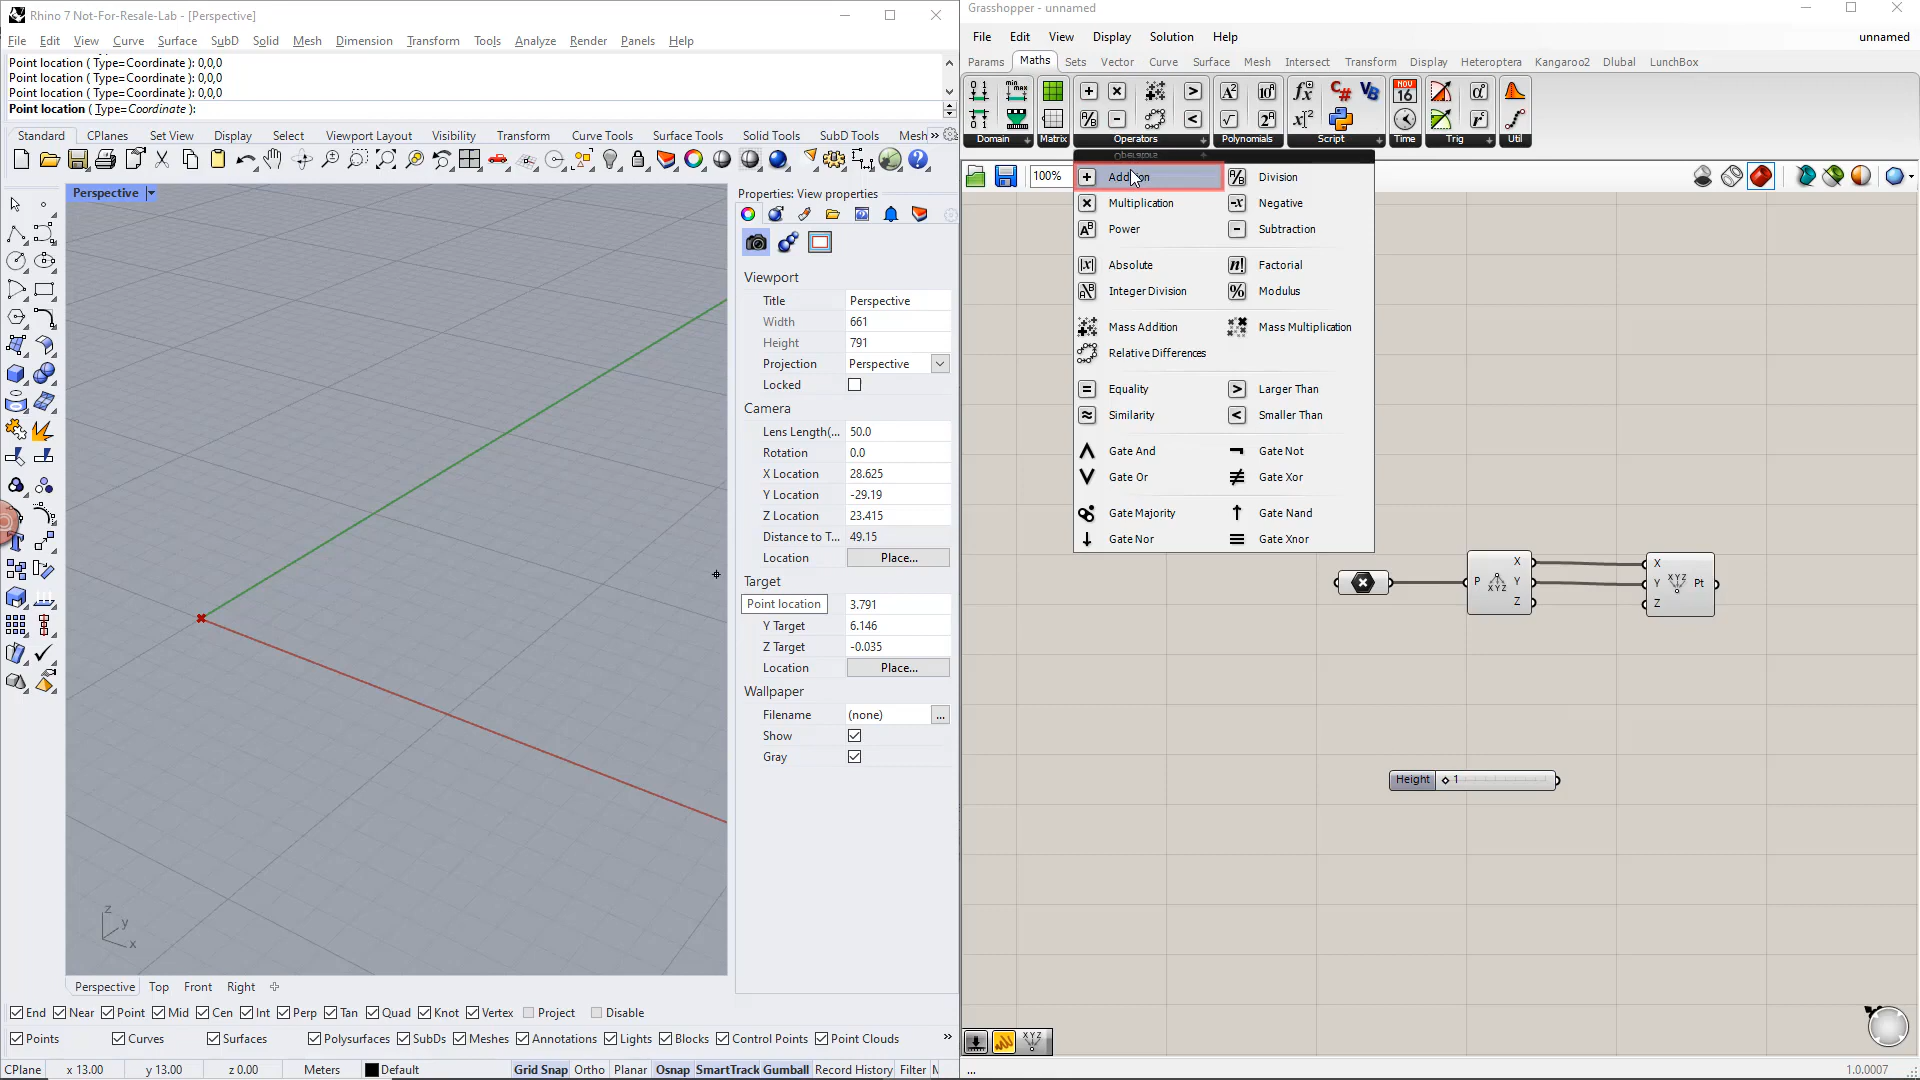 Rhino 7 Not-For-Resale-Lab - [Perspective]
File Edit View Curve Surface SubD Solid Mesh Dimension Transform Tools Analyze Render Panels Help
Point location ( Type=Coordinate ): 0,0,0
Point location ( Type=Coordinate ): 0,0,0
Point location ( Type=Coordinate ): 0,0,0
Point location ( Type=Coordinate ):
Standard CPlanes Set View Display Select Viewport Layout Visibility Transform Curve Tools Surface Tools Solid Tools SubD Tools Mesh »
Perspective
Properties: View properties
Viewport
Title Perspective
Width 661
Height 791
Projection Perspective
Locked
Camera
Lens Length(... 50.0
Rotation 0.0
X Location 28.625
Y Location -29.19
Z Location 23.415
Distance to T... 49.15
Location Place...
Target
Point location 3.791
Y Target 6.146
Z Target -0.035
Location Place...
Wallpaper
Filename (none) ...
Show
Gray
z
y
x
Perspective Top Front Right
End Near Point Mid Cen Int Perp Tan Quad Knot Vertex Project Disable
Points Curves Surfaces Polysurfaces SubDs Meshes Annotations Lights Blocks Control Points Point Clouds »
CPlane x 13.00 y 13.00 z 0.00 Meters Default Grid Snap Ortho Planar Osnap SmartTrack Gumball Record History Filter
Grasshopper - unnamed
File Edit View Display Solution Help unnamed
Params Maths Sets Vector Curve Surface Mesh Intersect Transform Display Heteroptera Kangaroo2 Dlubal LunchBox
Domain Matrix Operators Polynomials Script Time Trig Util
100%
Division
Multiplication Negative
Power Subtraction
Absolute Factorial
Integer Division Modulus
Mass Addition Mass Multiplication
Relative Differences
Equality Larger Than
Similarity Smaller Than
Gate And Gate Not
Gate Or Gate Xor
Gate Majority Gate Nand
Gate Nor Gate Xnor
P X Y Z
X Y Z Pt
Height 1
... 1.0.0007